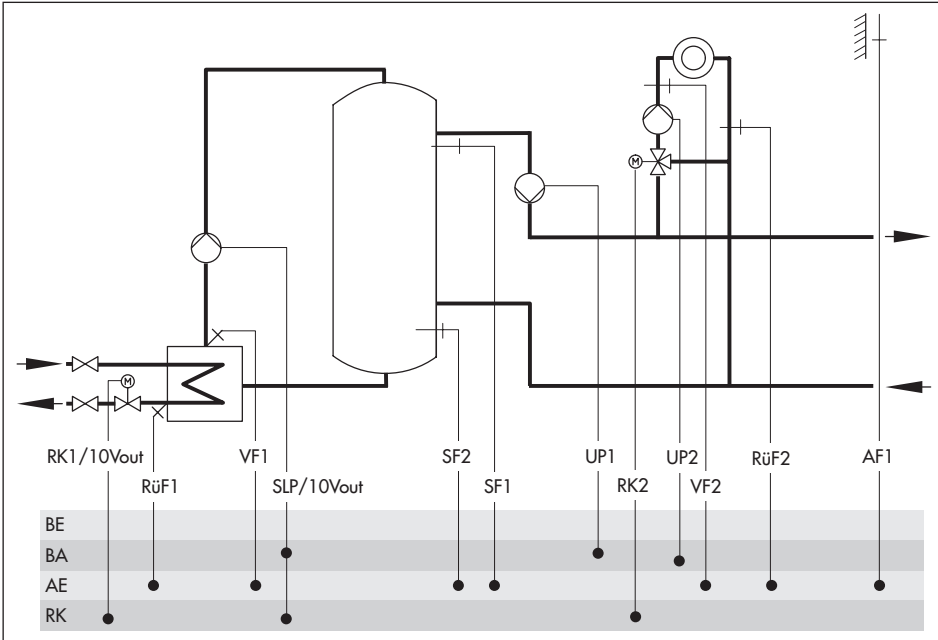 M
M
RK1/10Vout VF1 SF2 UP1 UP2 RüF2 AF1
RüF1 SLP/10Vout SF1 RK2 VF2
BE
BA
AE
RK